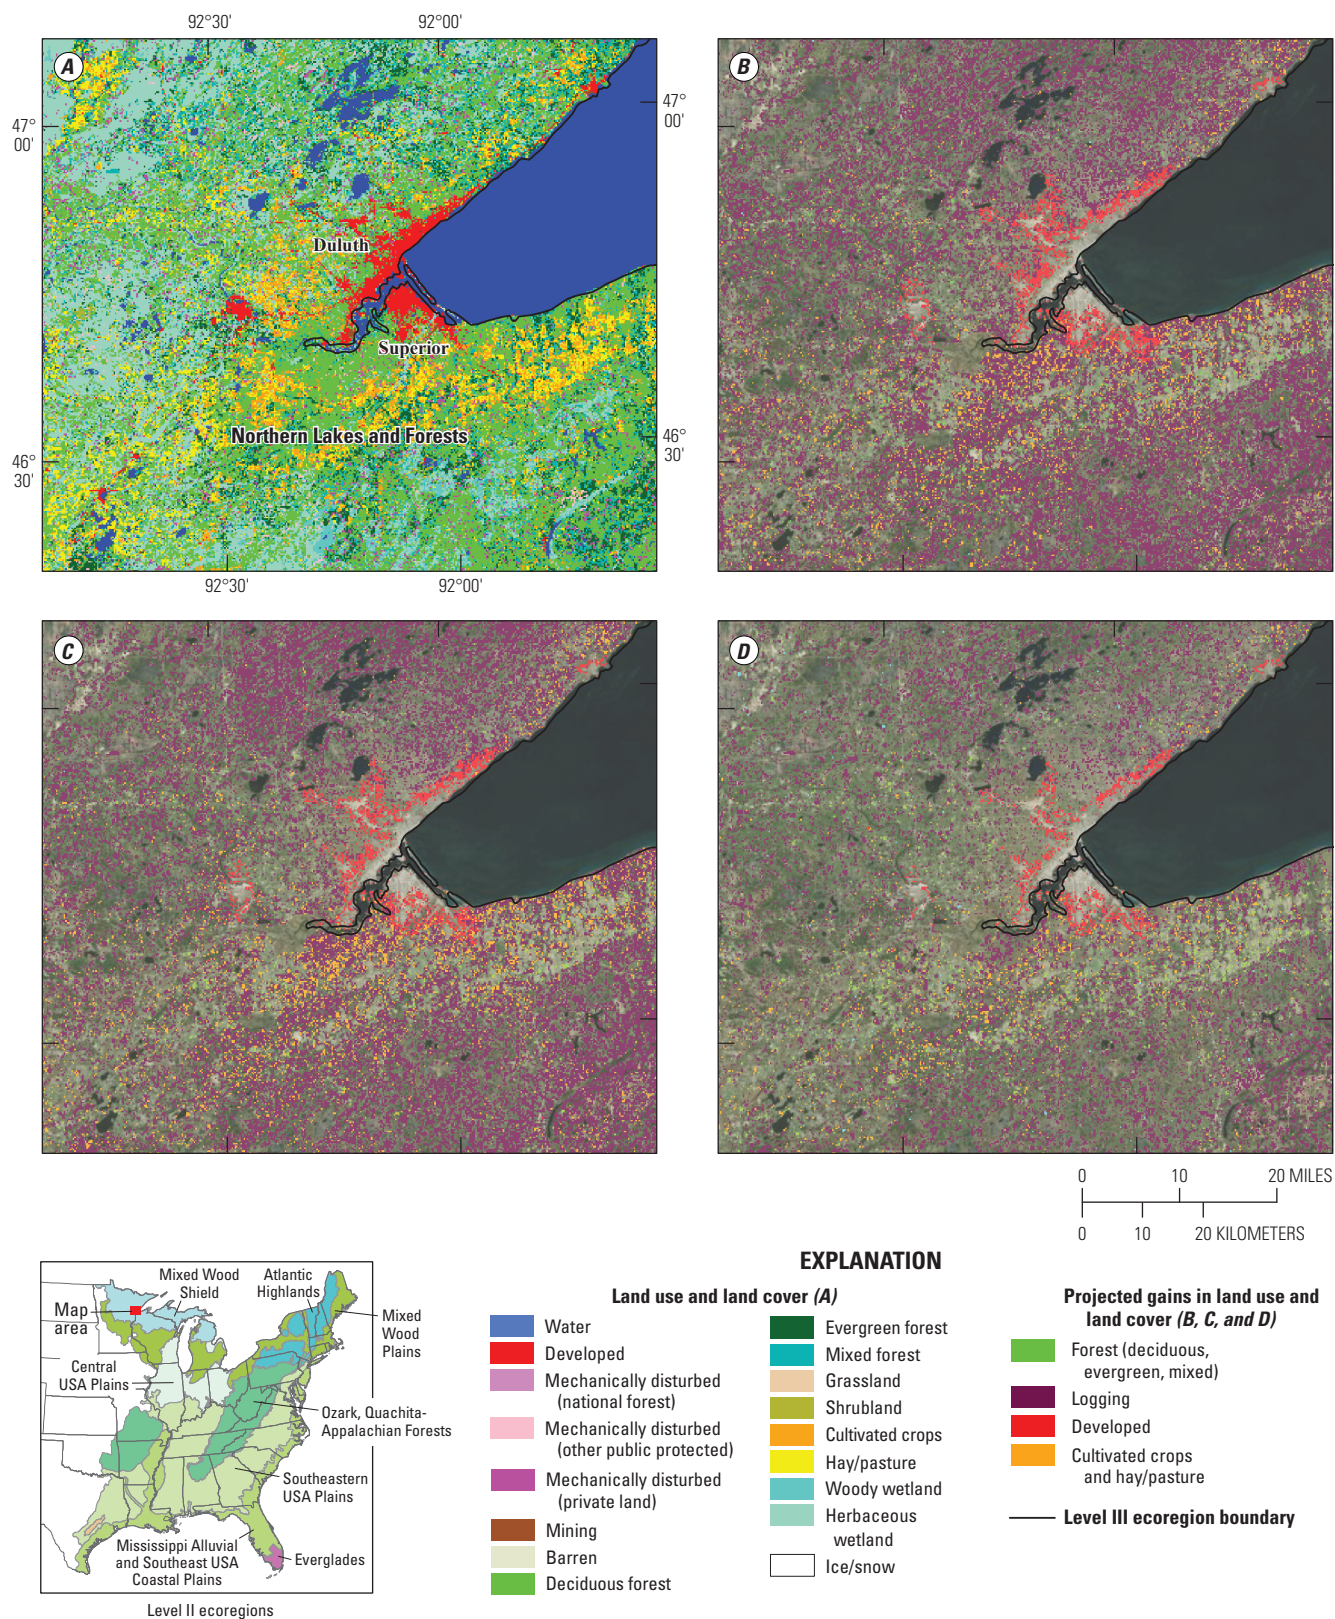 92°30'
92°00'
A
B
47°
00'
47°
00'
Duluth
Superior
Northern Lakes and Forests
46°
30'
46°
30'
92°30'
92°00'
C
D
0
10
20 MILES
0
10
20 KILOMETERS
Mixed Wood
Shield
Atlantic
Highlands
Map
area
Mixed
Wood
Plains
Central
USA Plains
Ozark, Quachita-
Appalachian Forests
Southeastern
USA Plains
Mississippi Alluvial
and Southeast USA
Coastal Plains
Everglades
Level II ecoregions
EXPLANATION
Land use and land cover (A)
Water
Developed
Mechanically disturbed
(national forest)
Mechanically disturbed
(other public protected)
Mechanically disturbed
(private land)
Mining
Barren
Deciduous forest
Evergreen forest
Mixed forest
Grassland
Shrubland
Cultivated crops
Hay/pasture
Woody wetland
Herbaceous
wetland
Ice/snow
Projected gains in land use and
land cover (B, C, and D)
Forest (deciduous,
evergreen, mixed)
Logging
Developed
Cultivated crops
and hay/pasture
Level III ecoregion boundary